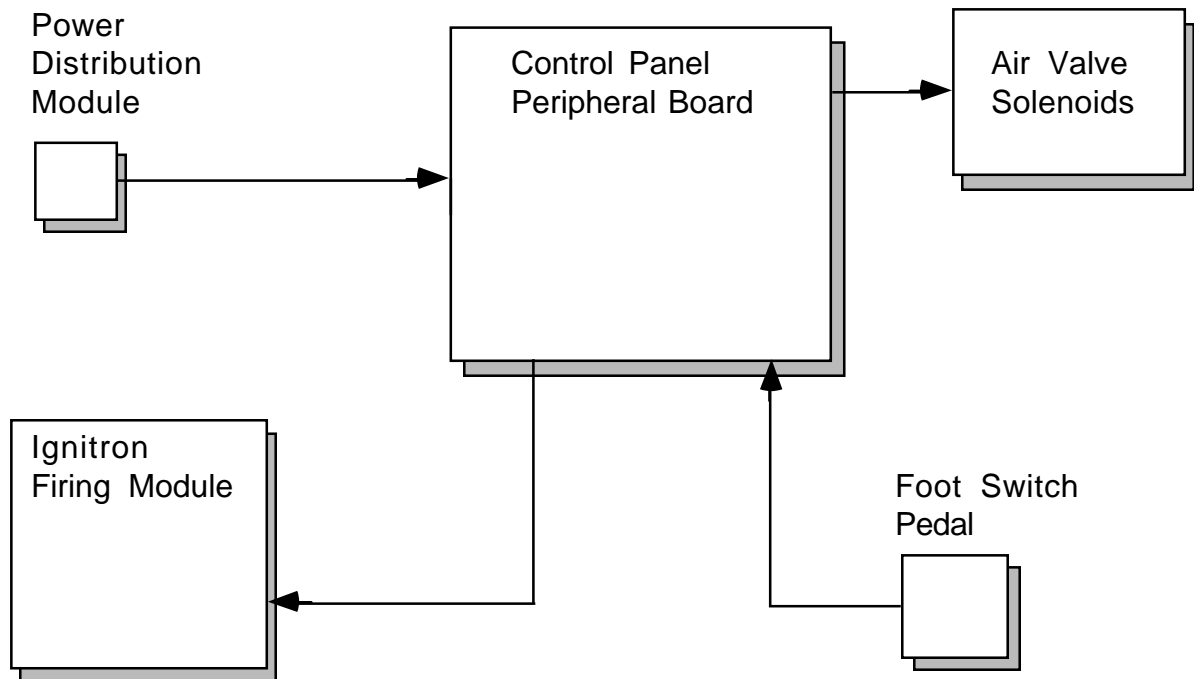 Power
Distribution
Module
Control Panel
Peripheral Board
Air Valve
Solenoids
Ignitron
Firing Module
Foot Switch
Pedal